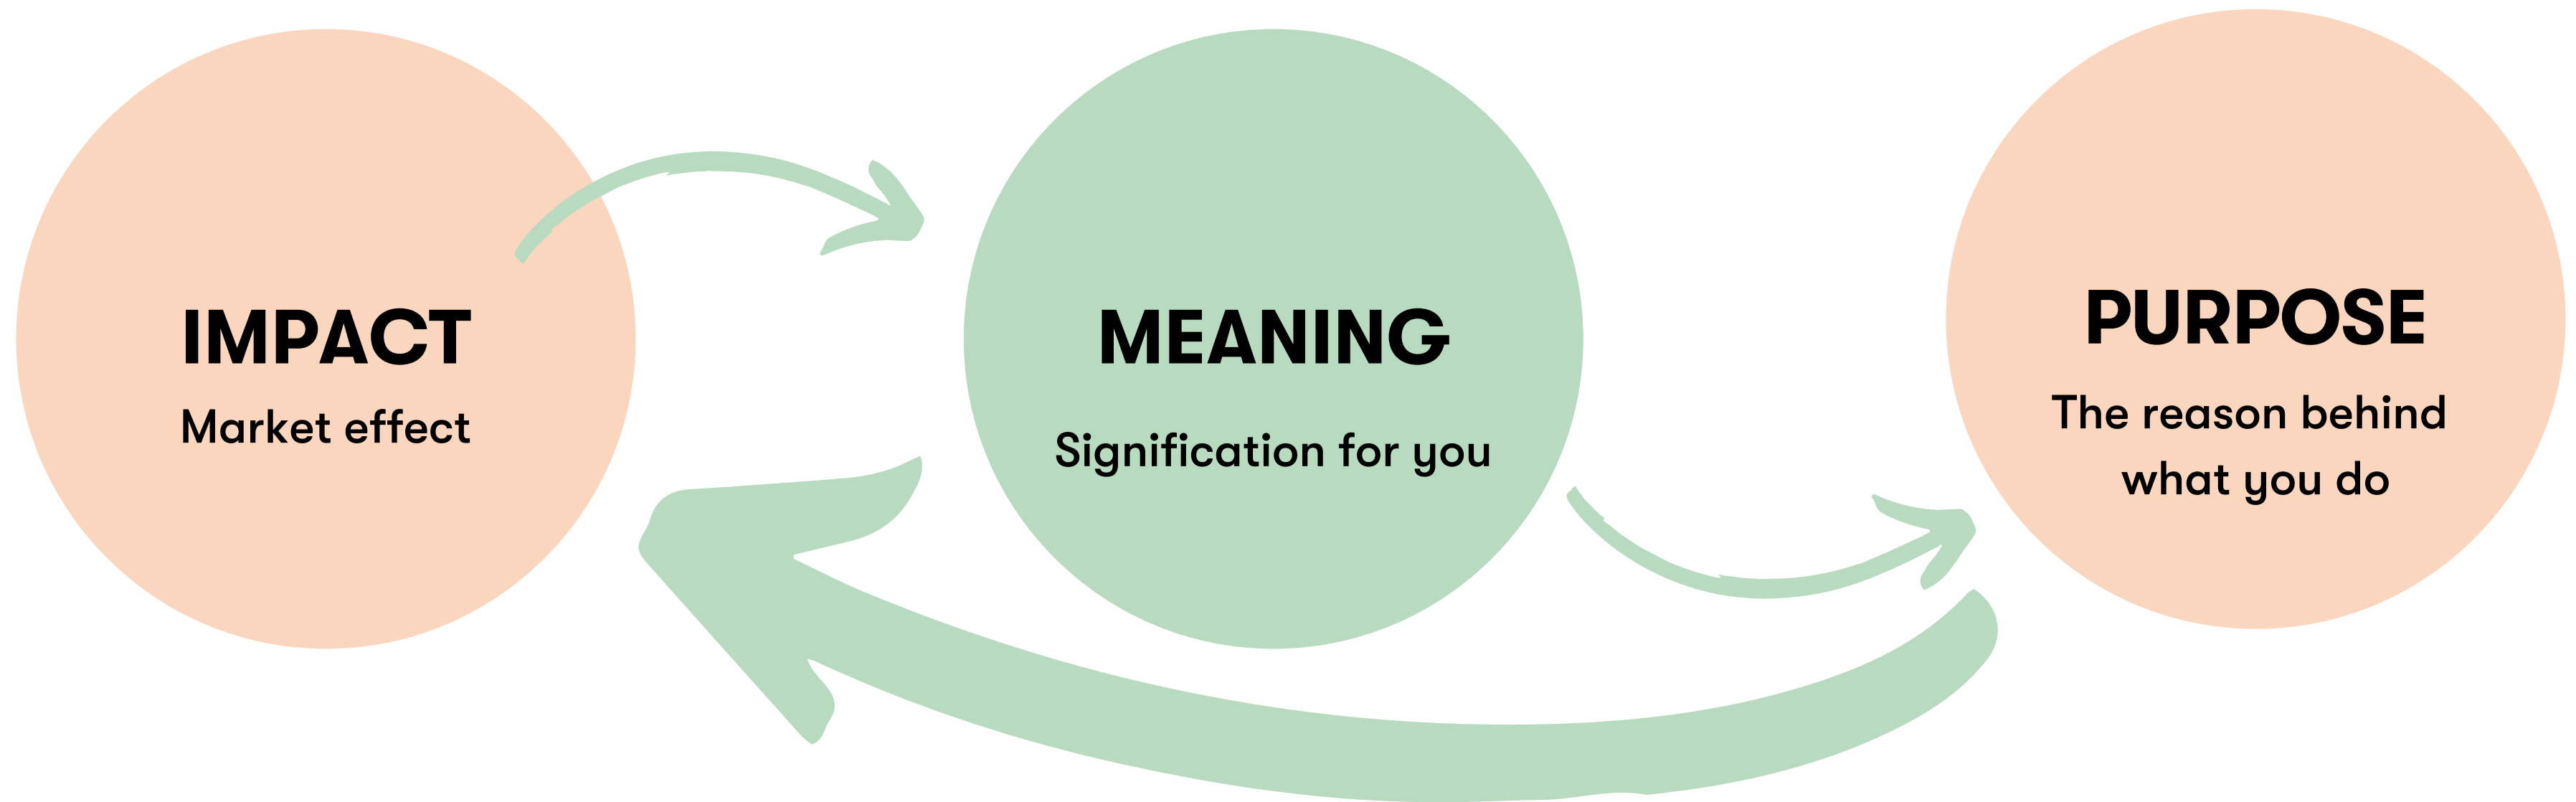 IMPACT
Market effect
MEANING
Signification for you
PURPOSE
The reason behind
what you do